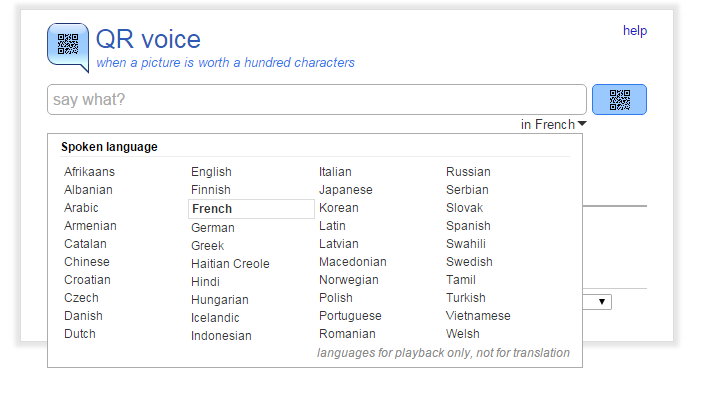 QR voice
help
when a picture is worth a hundred characters
say what?
in French
Spoken language
Afrikaans
Albanian
Arabic
Armenian
Catalan
Chinese
Croatian
Czech
Danish
Dutch
English
Finnish
French
German
Greek
Haitian Creole
Hindi
Hungarian
Icelandic
Indonesian
Italian
Japanese
Korean
Latin
Latvian
Macedonian
Norwegian
Polish
Portuguese
Romanian
Russian
Serbian
Slovak
Spanish
Swahili
Swedish
Tamil
Turkish
Vietnamese
Welsh
languages for playback only, not for translation